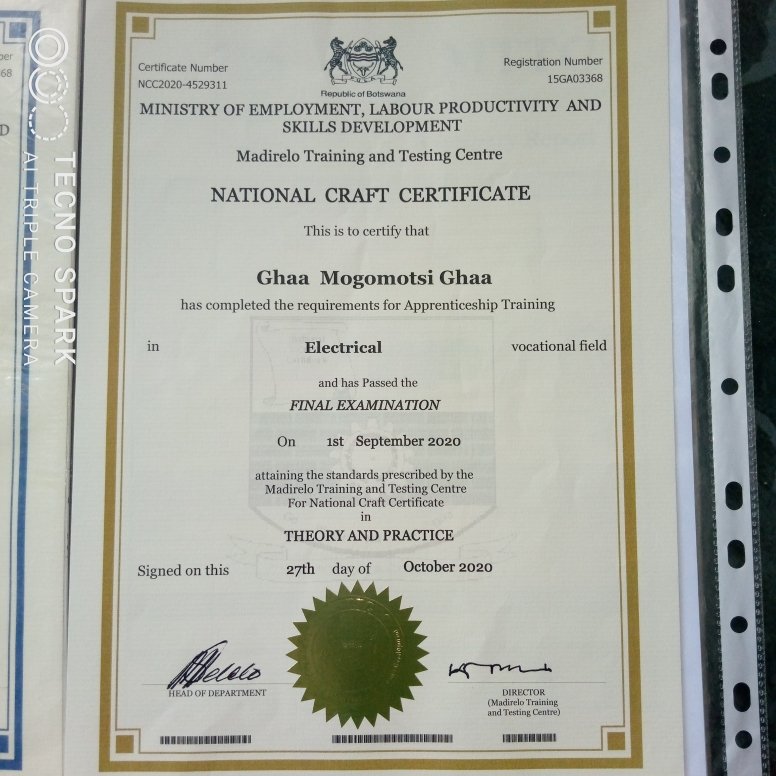 Certificate Number
NCC2020-4529311
Registration Number
15GA03368
Republic of Botswana
MINISTRY OF EMPLOYMENT, LABOUR PRODUCTIVITY AND
SKILLS DEVELOPMENT
Madirelo Training and Testing Centre
NATIONAL CRAFT CERTIFICATE
This is to certify that
Ghaa Mogomotsi Ghaa
has completed the requirements for Apprenticeship Training
in Electrical vocational field
and has Passed the
FINAL EXAMINATION
On 1st September 2020
attaining the standards prescribed by the
Madirelo Training and Testing Centre
For National Craft Certificate
in
THEORY AND PRACTICE
Signed on this 27th day of October 2020
HEAD OF DEPARTMENT
DIRECTOR
(Madirelo Training
and Testing Centre)
TECNO SPARK
AI TRIPLE CAMERA